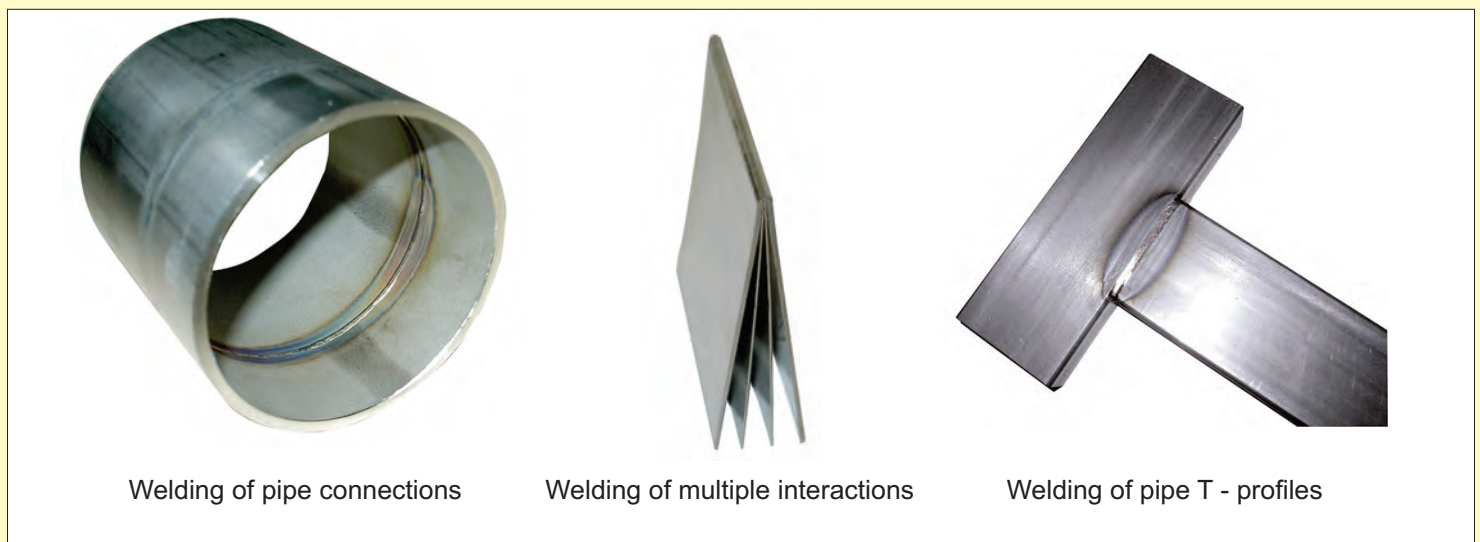 Welding of pipe connections
Welding of multiple interactions
Welding of pipe T - profiles